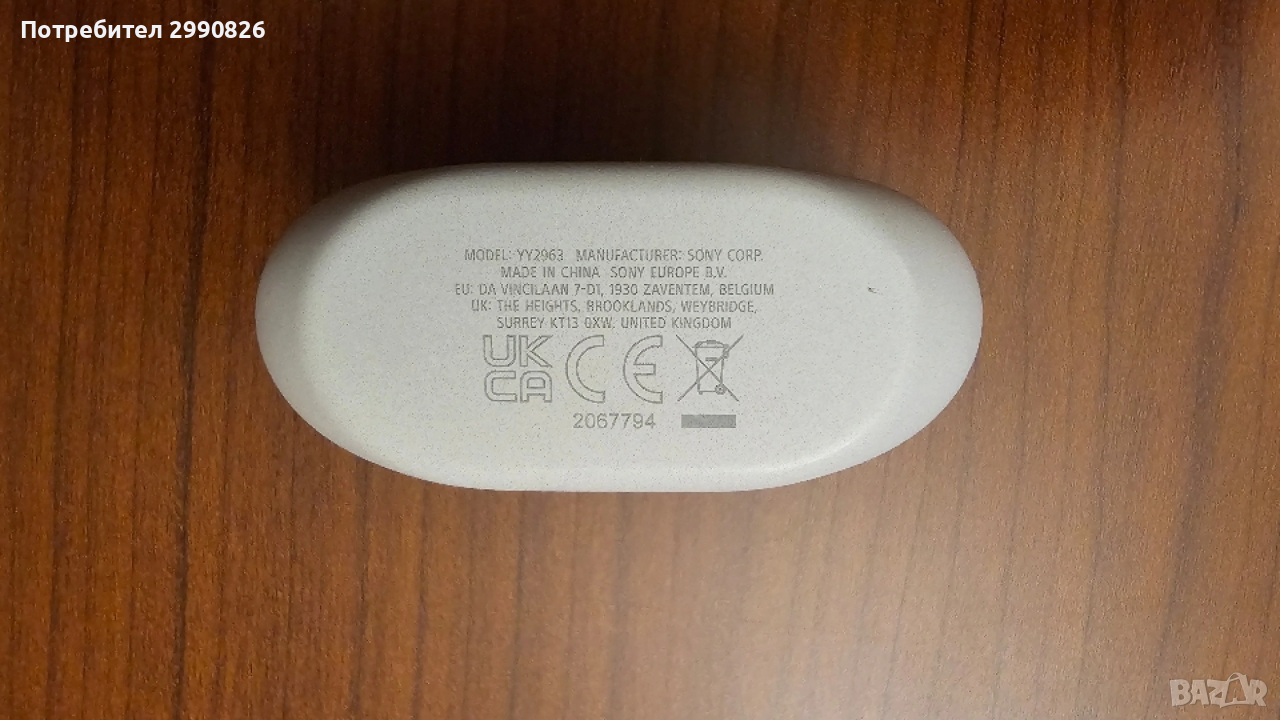 Потребител 2990826
MODEL: YY2963 MANUFACTURER: SONY CORP.
MADE IN CHINA SONY EUROPE B.V.
EU: DA VINCILAAN 7-D1, 1930 ZAVENTEM, BELGIUM
UK: THE HEIGHTS, BROOKLANDS, WEYBRIDGE,
SURREY KT13 0XW. UNITED KINGDOM
UK
CA CE
2067794
BAZAR